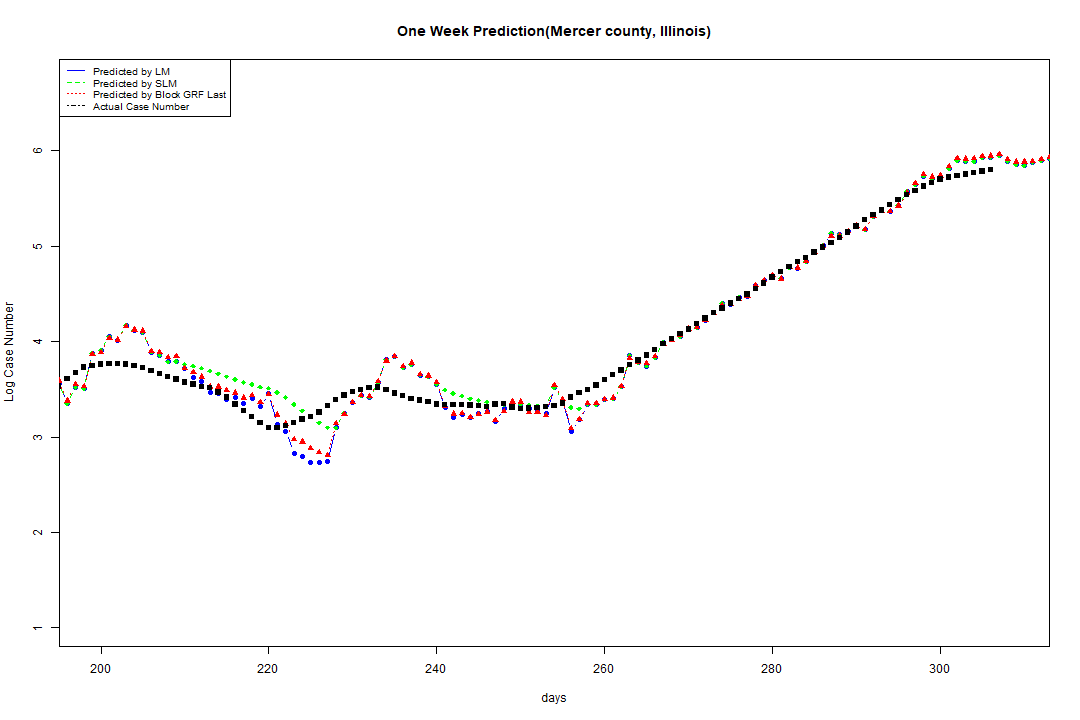 One Week Prediction(Mercer county, Illinois)
Predicted by LM
Predicted by SLM
Predicted by Block GRF Last
Actual Case Number
6
5
4
3
2
1
Log Case Number
200 220 240 260 280 300
days